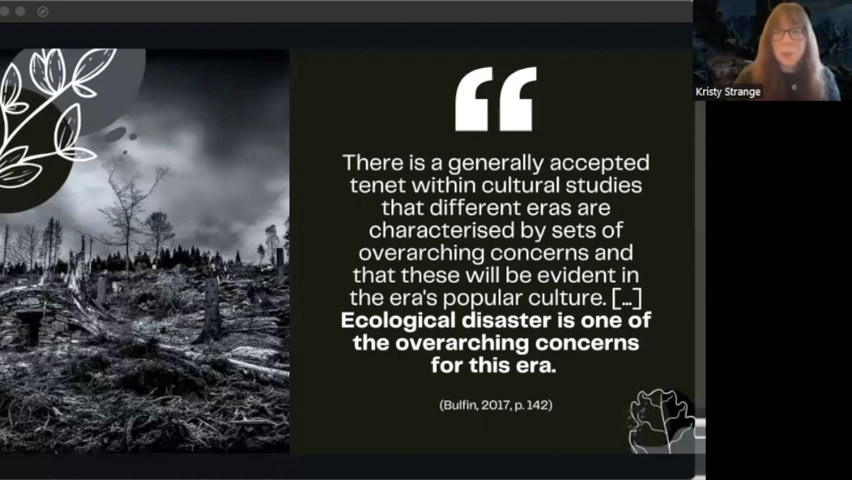 Kristy Strange
There is a generally accepted
tenet within cultural studies
that different eras are
characterised by sets of
overarching concerns and
that these will be evident in
the era's popular culture. [...]
Ecological disaster is one of
the overarching concerns
for this era.
(Bulfin, 2017, p. 142)